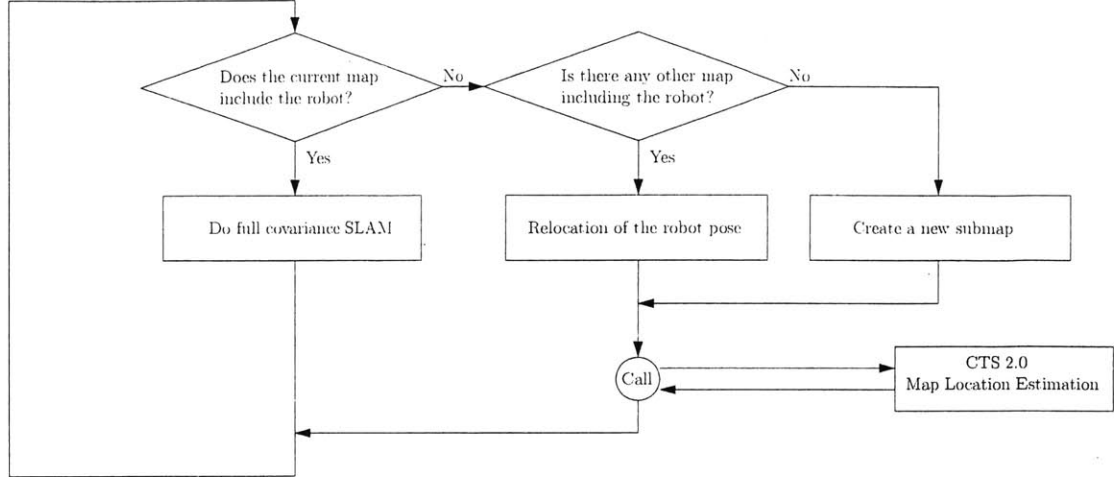 Does the current map
include the robot?
No
Is there any other map
including the robot?
No
Yes
Yes
Do full covariance SLAM
Relocation of the robot pose
Create a new submap
Call
CTS 2.0
Map Location Estimation